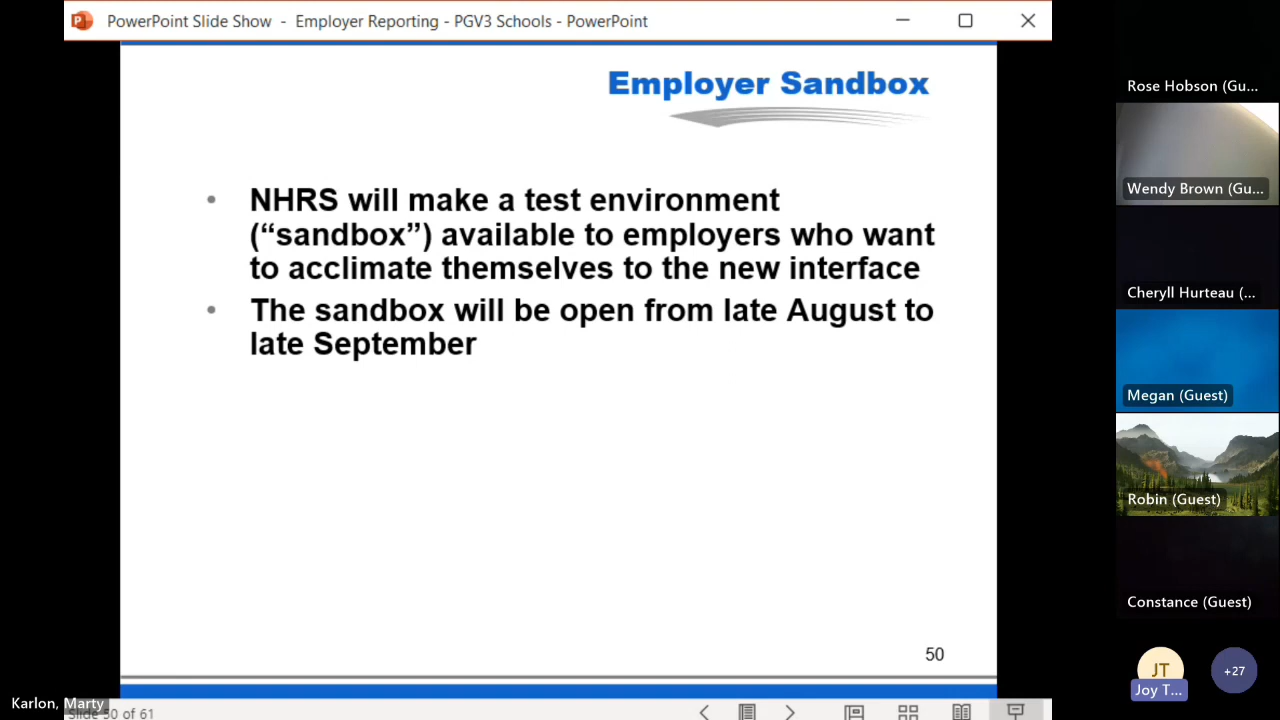 PowerPoint Slide Show - Employer Reporting - PGV3 Schools - PowerPoint
Employer Sandbox
• NHRS will make a test environment
(“sandbox”) available to employers who want
to acclimate themselves to the new interface
• The sandbox will be open from late August to
late September
50
Slide 50 of 61
Karlon, Marty
Rose Hobson (Gu...
Wendy Brown (Gu...
Cheryll Hurteau (...
Megan (Guest)
Robin (Guest)
Constance (Guest)
JT
Joy T...
+27